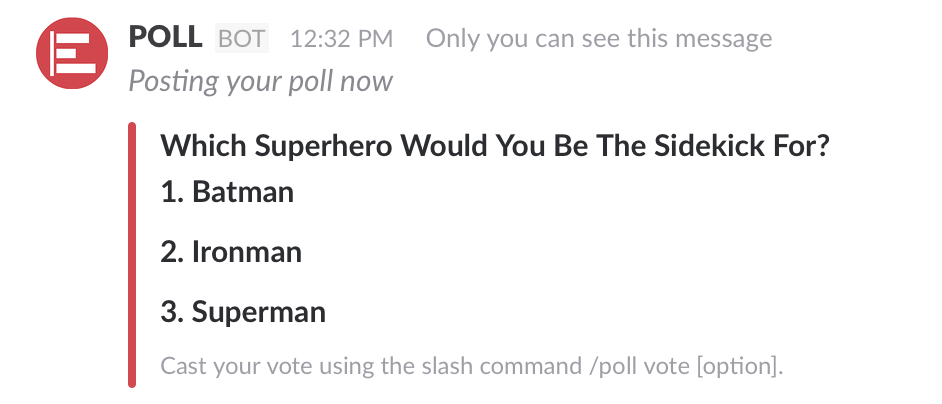 POLL BOT 12:32 PM Only you can see this message
Posting your poll now
Which Superhero Would You Be The Sidekick For?
1. Batman
2. Ironman
3. Superman
Cast your vote using the slash command /poll vote [option].